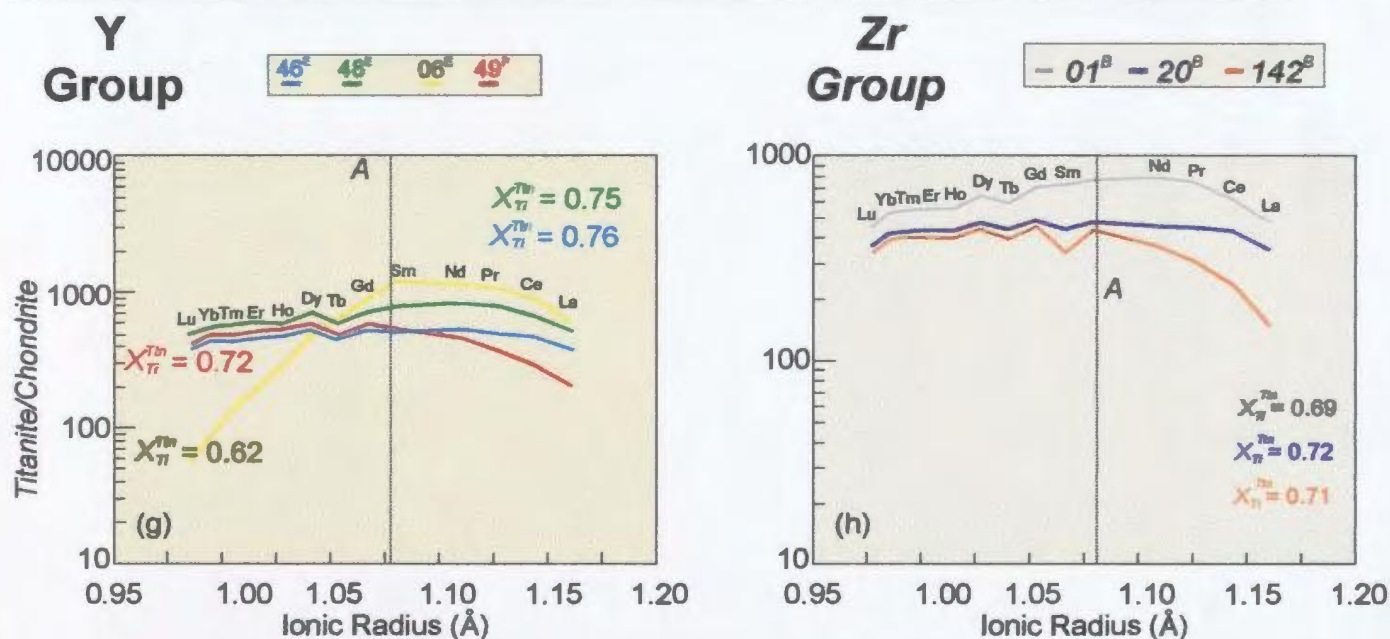 Y
Group
46ᴱ 48ᴱ 06ᴱ 49ᶠ
Zr
Group
01ᴮ 20ᴮ 142ᴮ
Titanite/Chondrite
10000
1000
100
10
A
X_Ti^Ttn = 0.75
X_Ti^Ttn = 0.76
Lu Yb Tm Er Ho Dy Tb Gd Sm Nd Pr Ce La
X_Ti^Ttn = 0.72
X_Ti^Ttn = 0.62
(g)
0.95 1.00 1.05 1.10 1.15 1.20
Ionic Radius (Å)
1000
100
10
Lu Yb Tm Er Ho Dy Tb Gd Sm Nd Pr Ce La
A
X_Ti^Ttn = 0.69
X_Ti^Ttn = 0.72
X_Ti^Ttn = 0.71
(h)
0.95 1.00 1.05 1.10 1.15 1.20
Ionic Radius (Å)